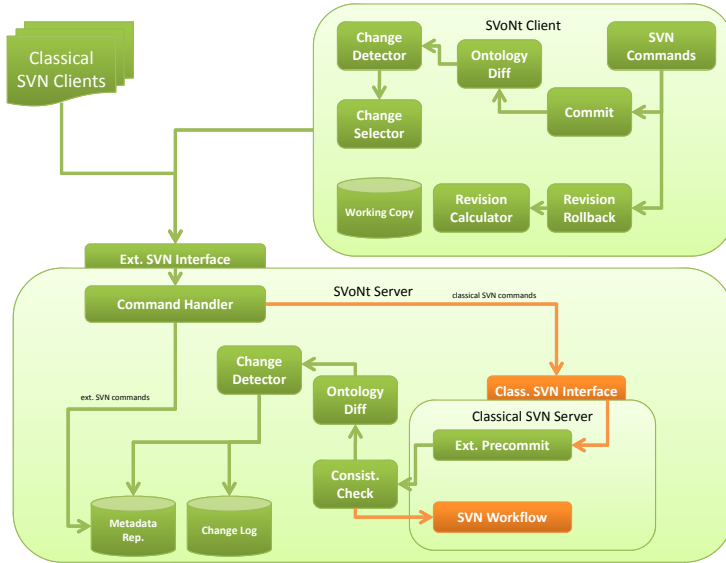 Classical
SVN Clients
SVoNt Client
Change
Detector
Ontology
Diff
SVN
Commands
Change
Selector
Commit
Working Copy
Revision
Calculator
Revision
Rollback
Ext. SVN Interface
SVoNt Server
Command Handler
classical SVN commands
Change
Detector
Ontology
Diff
ext. SVN commands
Class. SVN Interface
Classical SVN Server
Ext. Precommit
Consist.
Check
Metadata
Rep.
Change Log
SVN Workflow